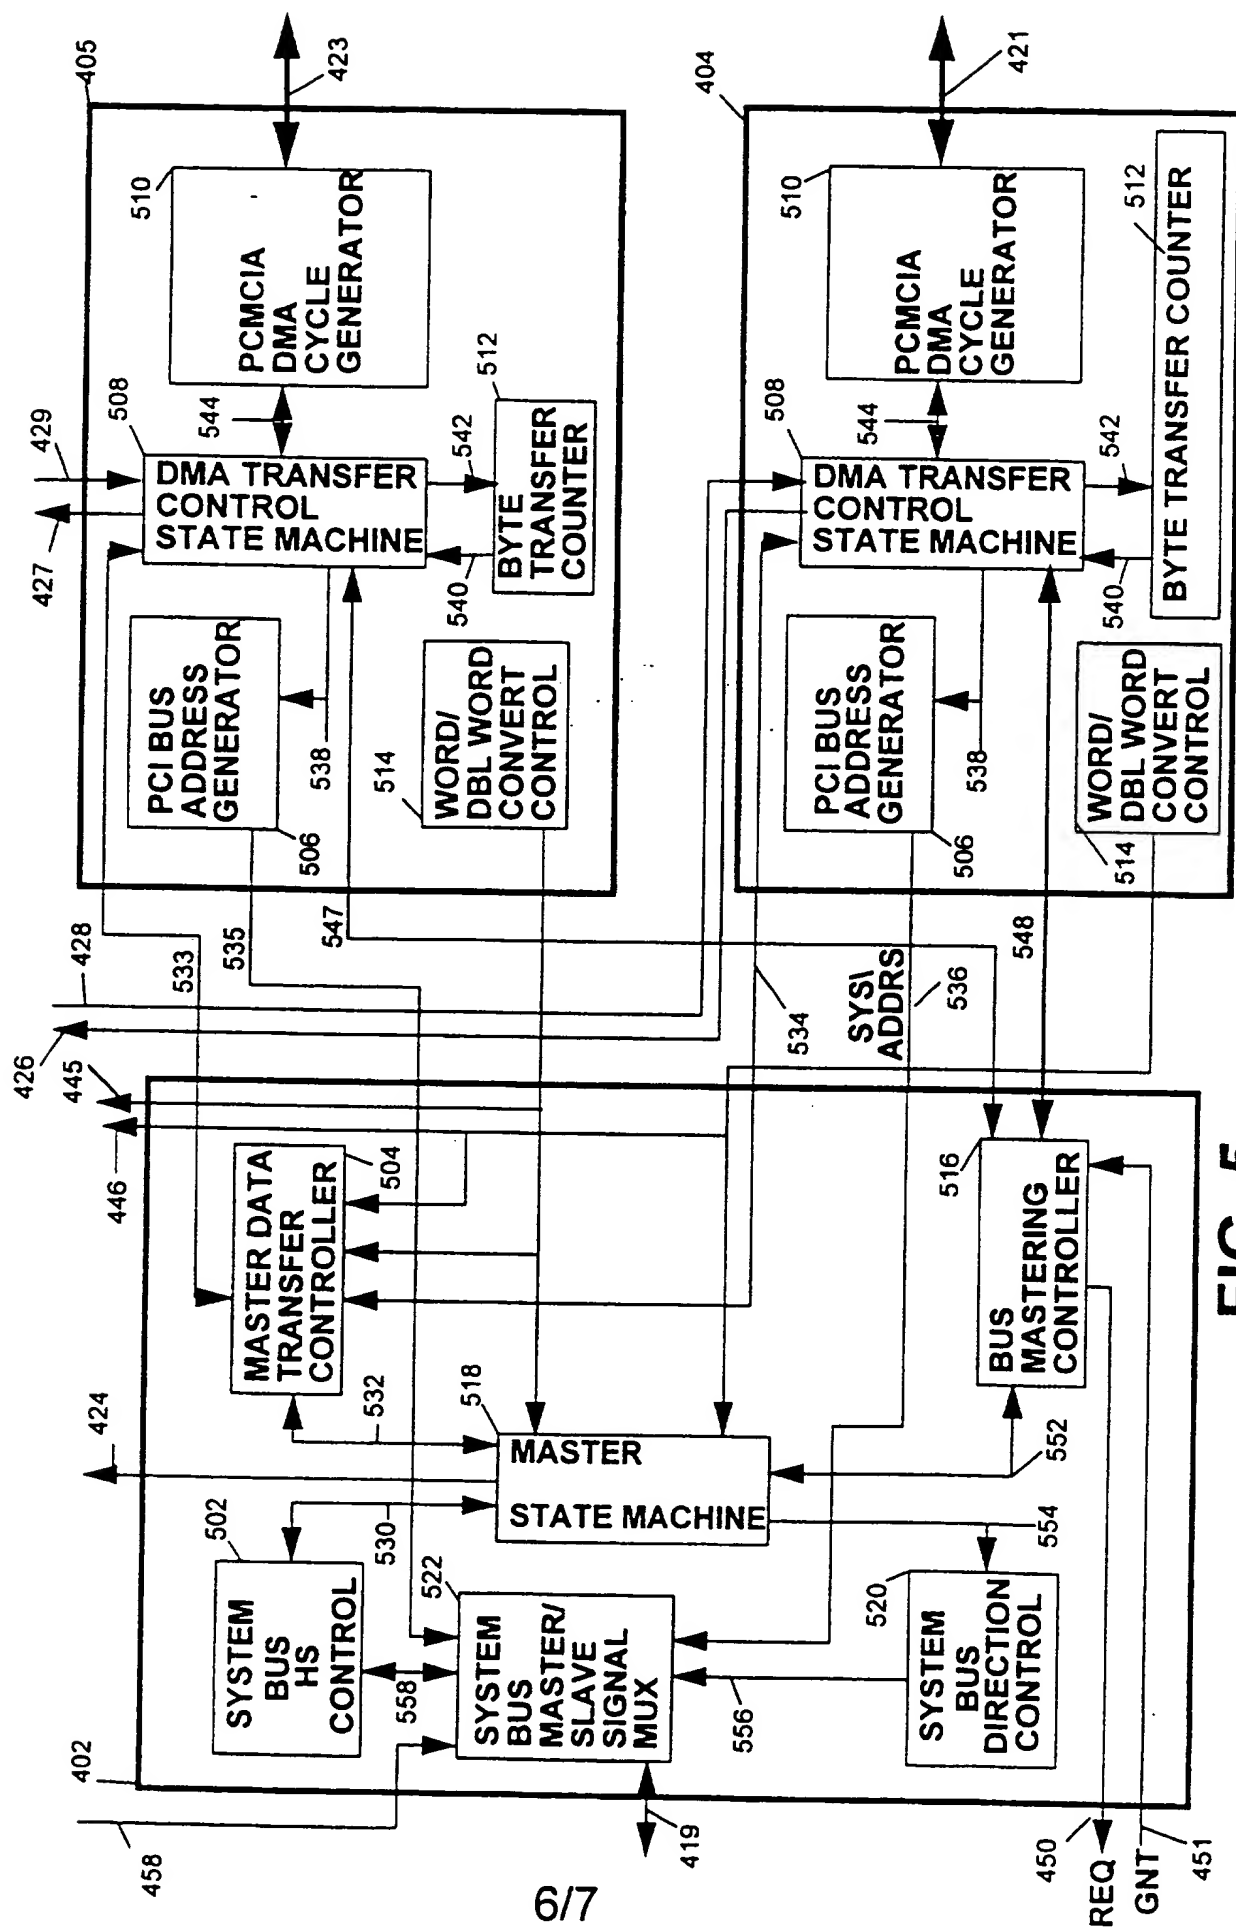 405
423
510
PCMCIA
DMA
CYCLE
GENERATOR
429
427
508
544
DMA TRANSFER
CONTROL
STATE MACHINE
542
512
BYTE
TRANSFER
COUNTER
540
PCI BUS
ADDRESS
GENERATOR
538
506
514
WORD/
DBL WORD
CONVERT
CONTROL
404
421
510
PCMCIA
DMA
CYCLE
GENERATOR
508
544
DMA TRANSFER
CONTROL
STATE MACHINE
542
512
BYTE TRANSFER COUNTER
540
PCI BUS
ADDRESS
GENERATOR
538
506
514
WORD/
DBL WORD
CONVERT
CONTROL
533
535
547
428
426
445
446
534
SYS\
ADDRS
536
548
402
504
MASTER DATA
TRANSFER
CONTROLLER
532
424
518
MASTER
STATE MACHINE
530
502
SYSTEM
BUS
HS
CONTROL
558
522
SYSTEM
BUS
MASTER/
SLAVE
SIGNAL
MUX
556
520
SYSTEM
BUS
DIRECTION
CONTROL
554
552
516
BUS
MASTERING
CONTROLLER
458
419
450
REQ
GNT
451
6/7